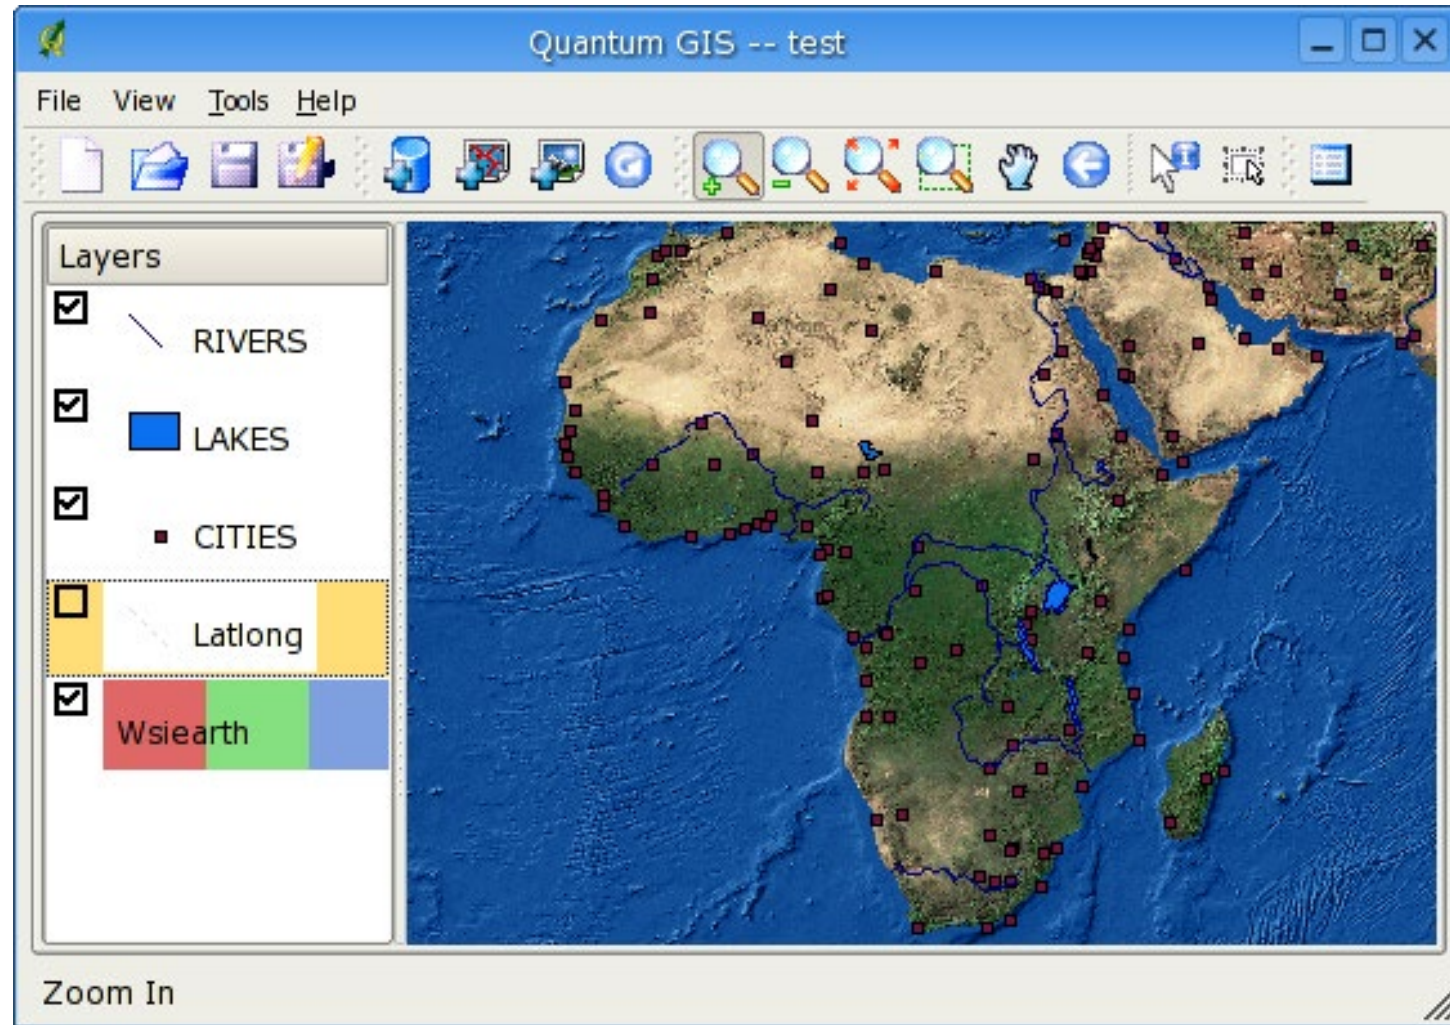 Quantum GIS -- test
File View Tools Help
Layers
RIVERS
LAKES
CITIES
Latlong
Wsiearth
Zoom In